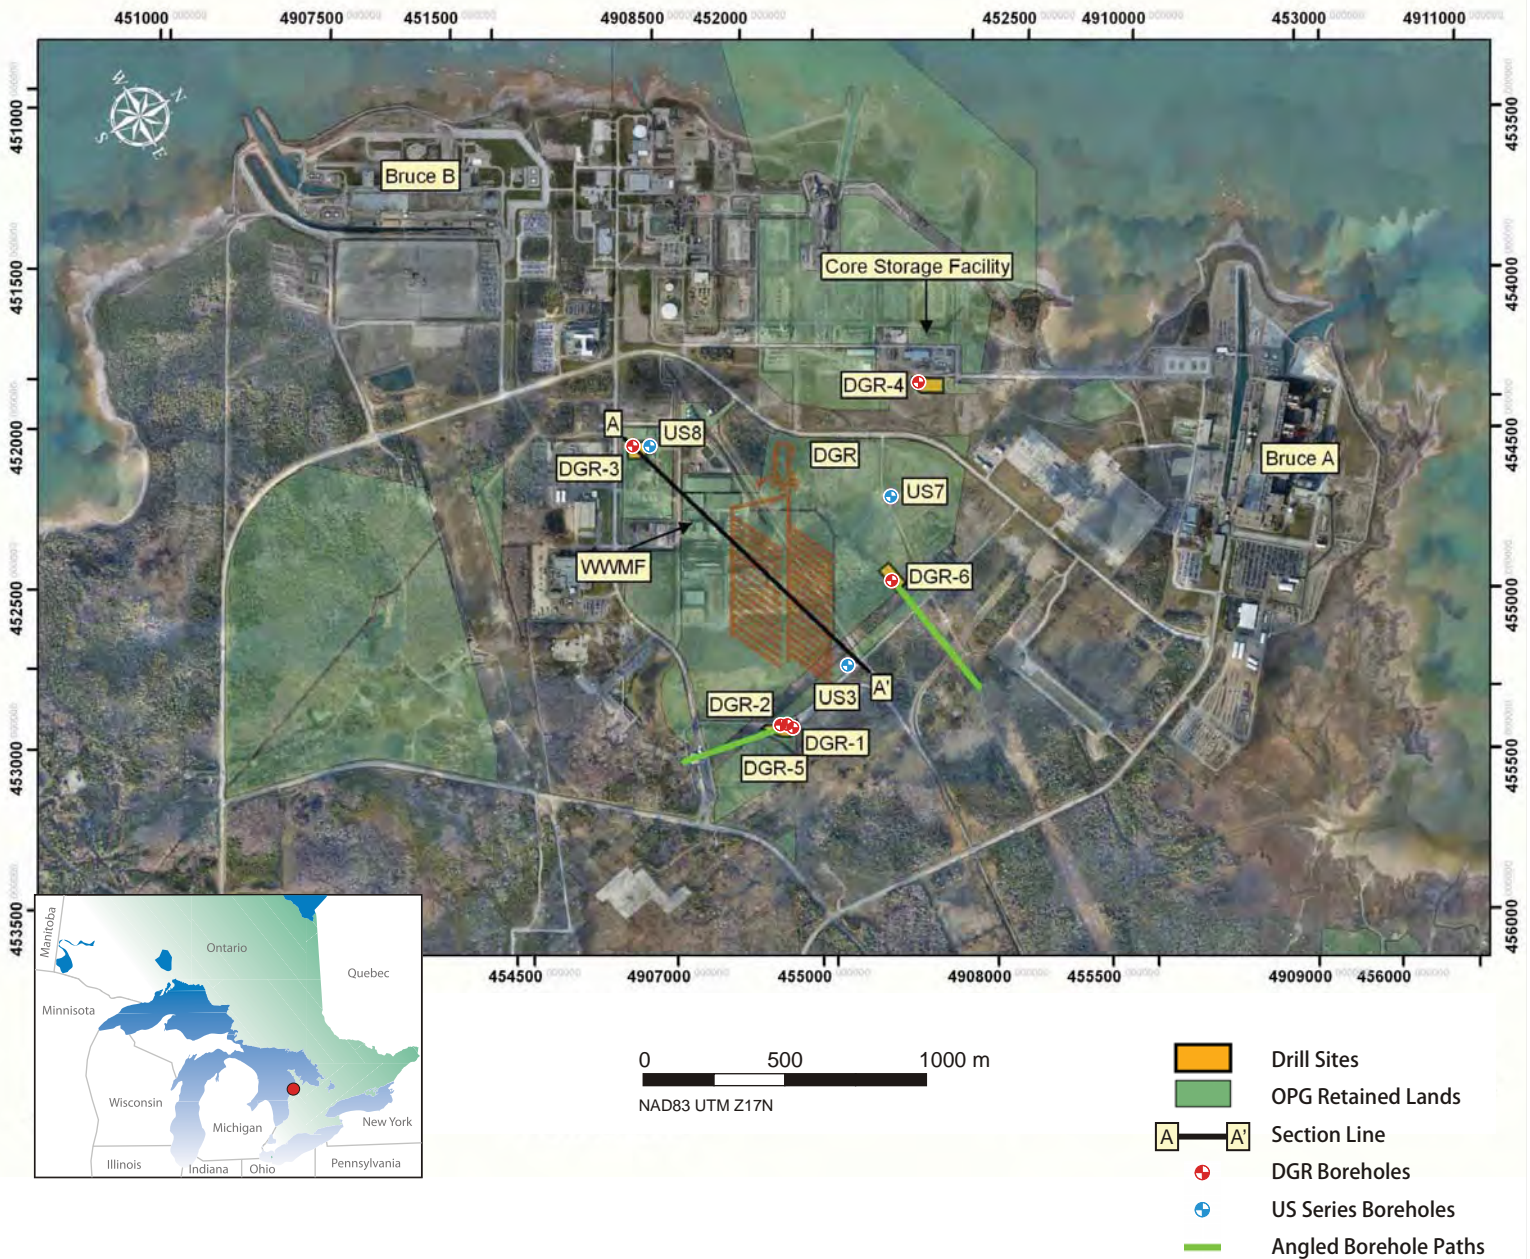 451000 4907500 451500 4908500 452000 452500 4910000 453000 4911000
W N
S E
451000
451500
452000
452500
453000
453500
453500
454000
454500
455000
455500
456000
Bruce B
Core Storage Facility
DGR-4
A
US8
DGR-3
DGR
Bruce A
US7
WWMF
DGR-6
US3
A'
DGR-2
DGR-1
DGR-5
454500 4907000 455000 4908000 455500 4909000 456000
Manitoba
Ontario
Quebec
Minnisota
Wisconsin
Michigan
New York
Illinois
Indiana
Ohio
Pennsylvania
0 500 1000 m
NAD83 UTM Z17N
Drill Sites
OPG Retained Lands
A A' Section Line
DGR Boreholes
US Series Boreholes
Angled Borehole Paths